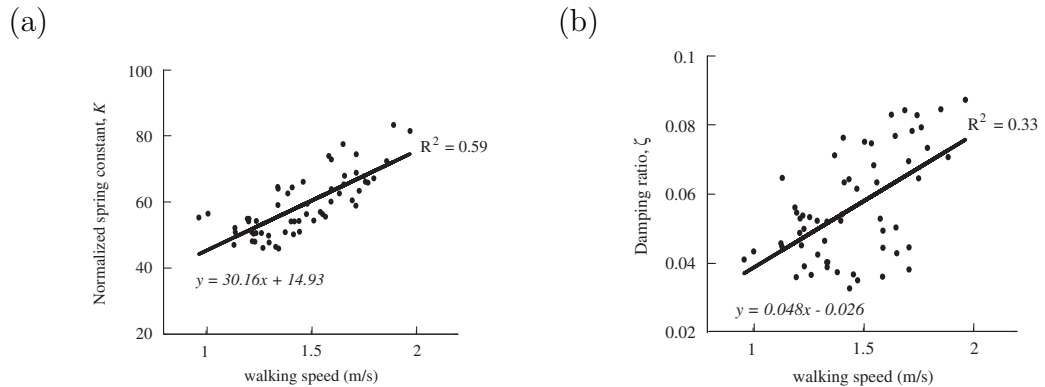 (a)
Normalized spring constant, K
100
80
60
40
20
R² = 0.59
y = 30.16x + 14.93
1
1.5
2
walking speed (m/s)
(b)
Damping ratio, ζ
0.1
0.08
0.06
0.04
0.02
R² = 0.33
y = 0.048x - 0.026
1
1.5
2
walking speed (m/s)